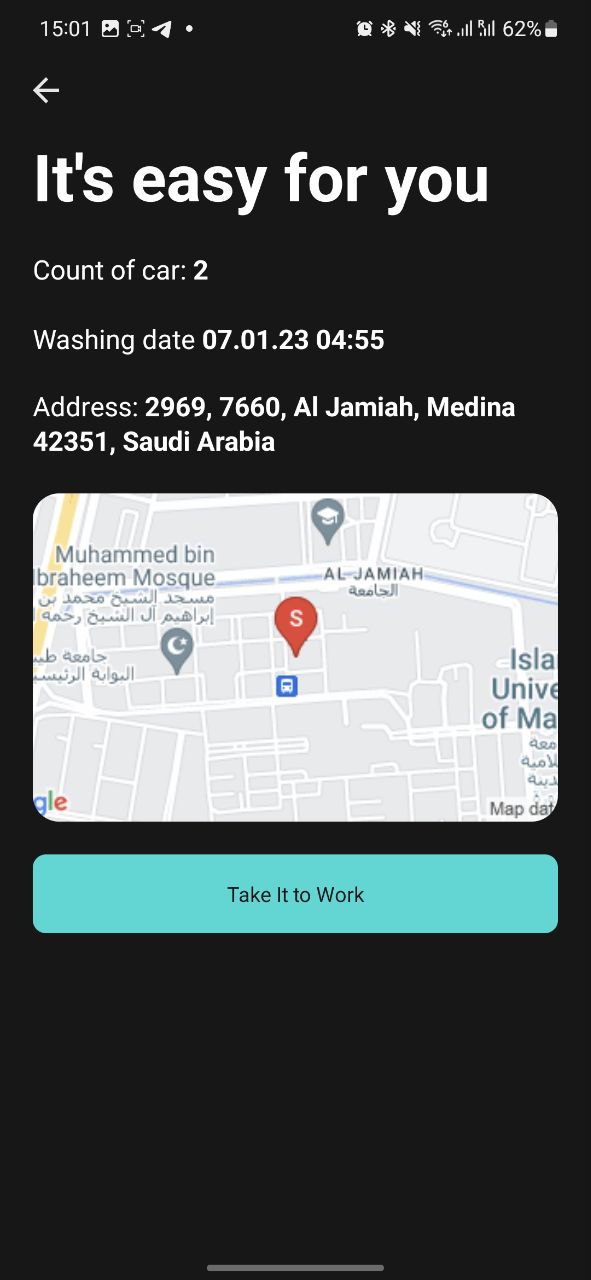 15:01
62%
It's easy for you
Count of car: 2
Washing date 07.01.23 04:55
Address: 2969, 7660, Al Jamiah, Medina
42351, Saudi Arabia
Muhammed bin
Ibraheem Mosque
مسجد الشيخ محمد بن
إبراهيم آل الشيخ رحمه
AL JAMIAH
الجامعة
S
جامعة طيب
البوابة الرئيس
Isla
Unive
of Ma
gle
Map dat
Take It to Work